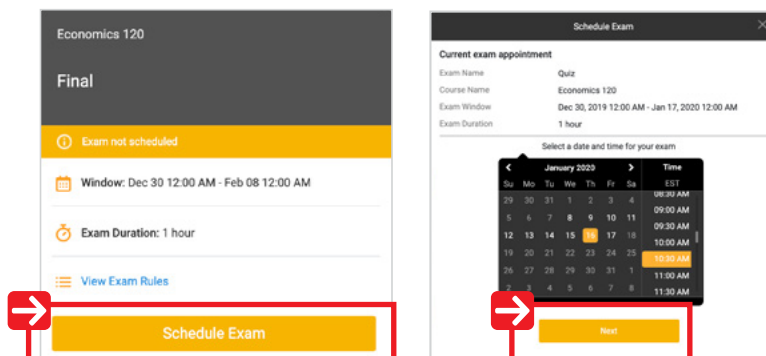 Economics 120
Final
Exam not scheduled
Window: Dec 30 12:00 AM - Feb 08 12:00 AM
Exam Duration: 1 hour
View Exam Rules
Schedule Exam
Schedule Exam
Current exam appointment
Exam Name Quiz
Course Name Economics 120
Exam Window Dec 30, 2019 12:00 AM - Jan 17, 2020 12:00 AM
Exam Duration 1 hour
Select a date and time for your exam
January 2020 Time
Su Mo Tu We Th Fr Sa EST
29 30 31 1 2 3 4 08:30 AM
5 6 7 8 9 10 11 09:00 AM
09:30 AM
12 13 14 15 16 17 18 10:00 AM
19 20 21 22 23 24 25 10:30 AM
26 27 28 29 30 31 1 11:00 AM
2 3 4 5 6 7 8 11:30 AM
Next